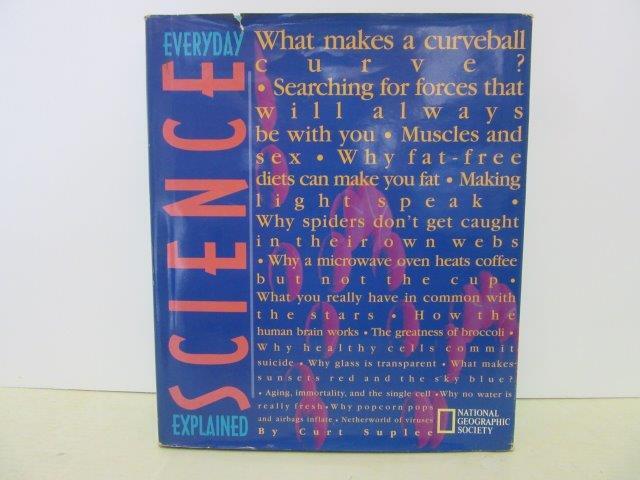 EVERYDAY
SCIENCE
EXPLAINED
What makes a curveball
curve?
• Searching for forces that
will always
be with you • Muscles and
sex • Why fat-free
diets can make you fat • Making
light speak •
Why spiders don't get caught
in their own webs
• Why a microwave oven heats coffee
but not the cup •
What you really have in common with
the stars • How the
human brain works • The greatness of broccoli •
Why healthy cells commit
suicide • Why glass is transparent • What makes
sunsets red and the sky blue?
• Aging, immortality, and the single cell • Why no water is
really fresh • Why popcorn pops
and airbags inflate • Netherworld of viruses
By Curt Suplee
NATIONAL
GEOGRAPHIC
SOCIETY